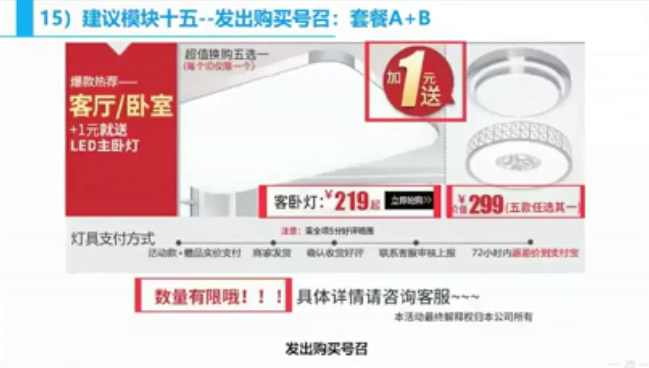 15）建议模块十五--发出购买号召：套餐A+B
超值换购五选一
(每个ID仅限一个)
爆款热荐——
客厅/卧室
+1元就送
LED主卧灯
加1元送
客卧灯：¥219起 立即抢购>>
¥价值299(五款任选其一)
注意：需全项5分好评晒图
灯具支付方式
活动款+赠品实价支付 商家发货 确认收货好评 联系客服审核上报 72小时内返差价到支付宝
数量有限哦！！！ 具体详情请咨询客服~~~
本活动最终解释权归本公司所有
发出购买号召